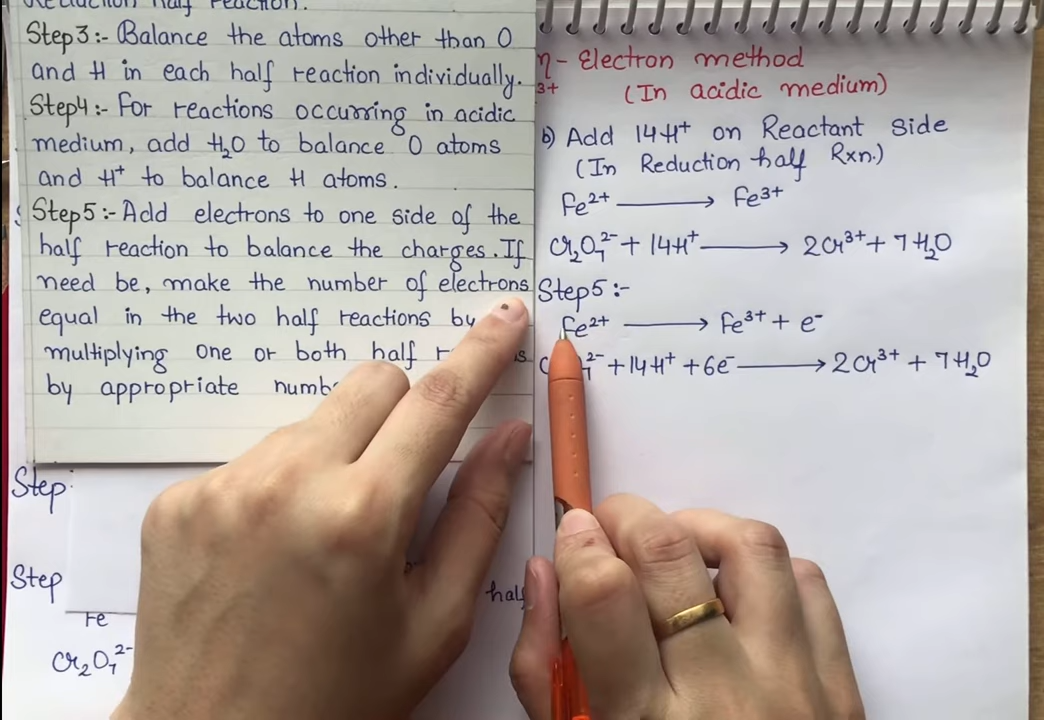 Reduction half reaction.
Step3:- Balance the atoms other than O
and H in each half reaction individually.
Step4:- For reactions occurring in acidic
medium, add H₂O to balance O atoms
and H⁺ to balance H atoms.
Step5:- Add electrons to one side of the
half reaction to balance the charges. If
need be, make the number of electrons
equal in the two half reactions by
multiplying one or both half
by appropriate
Step
Step
half
Fe
Cr₂O₇²⁻
η- Electron method
3+
(In acidic medium)
b) Add 14H⁺ on Reactant side
(In Reduction half Rxn.)
Fe²⁺ ⟶ Fe³⁺
Cr₂O₇²⁻ + 14H⁺ ⟶ 2Cr³⁺ + 7H₂O
Step5:-
Fe²⁺ ⟶ Fe³⁺ + e⁻
²⁻ + 14H⁺ + 6e⁻ ⟶ 2Cr³⁺ + 7H₂O